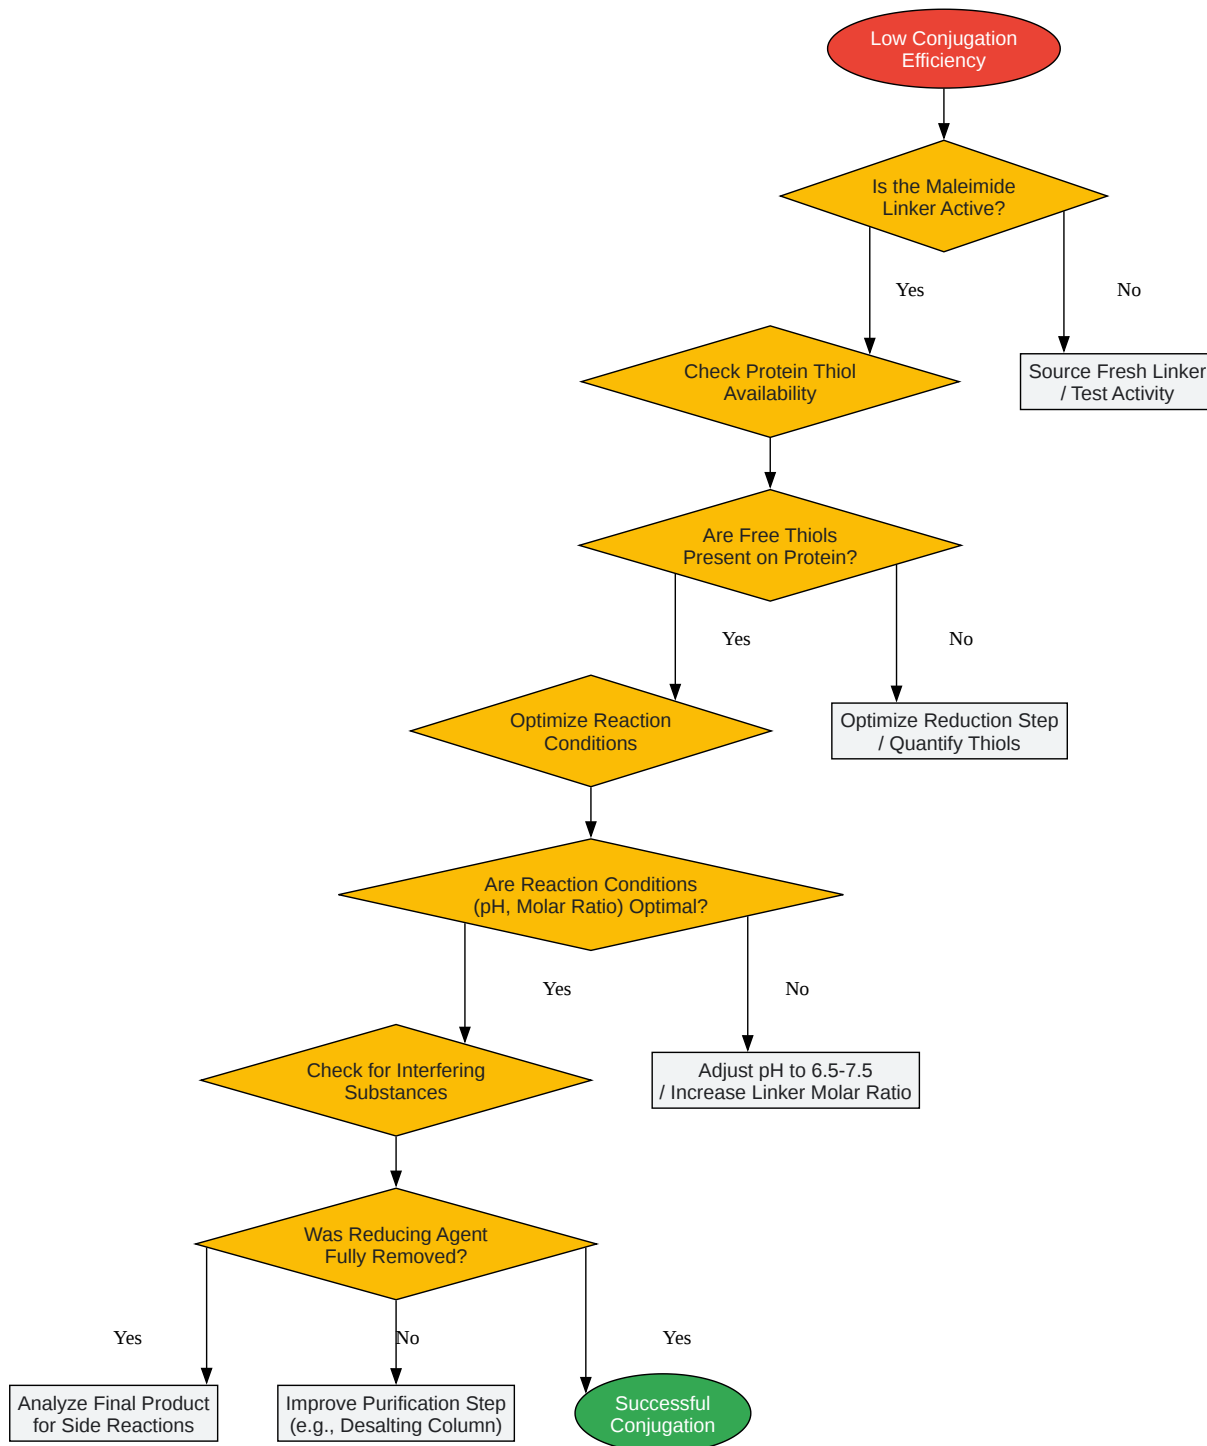 Low Conjugation
Efficiency
Is the Maleimide
Linker Active?
Yes
No
Check Protein Thiol
Availability
Source Fresh Linker
/ Test Activity
Are Free Thiols
Present on Protein?
Yes
No
Optimize Reaction
Conditions
Optimize Reduction Step
/ Quantify Thiols
Are Reaction Conditions
(pH, Molar Ratio) Optimal?
Yes
No
Check for Interfering
Substances
Adjust pH to 6.5-7.5
/ Increase Linker Molar Ratio
Was Reducing Agent
Fully Removed?
Yes
No
Yes
Analyze Final Product
for Side Reactions
Improve Purification Step
(e.g., Desalting Column)
Successful
Conjugation